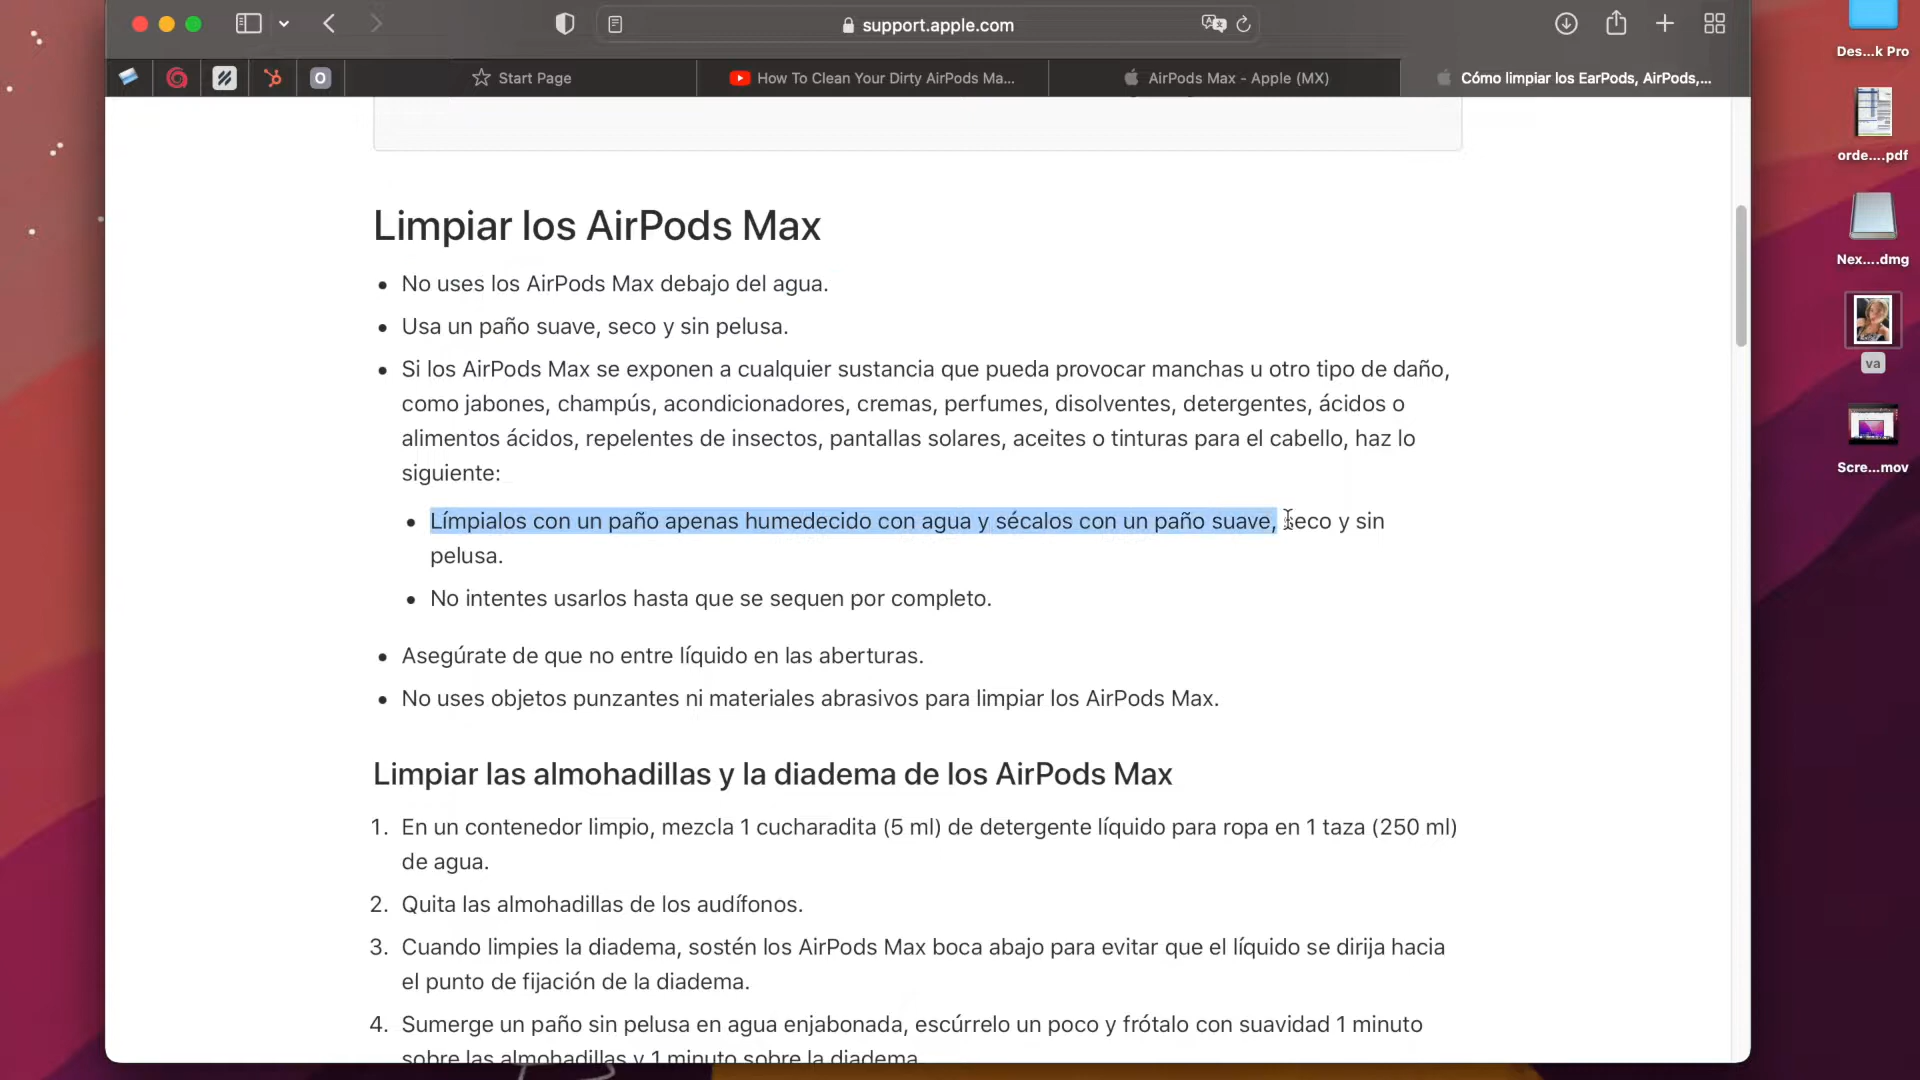 support.apple.com
Start Page
How To Clean Your Dirty AirPods Ma...
AirPods Max - Apple (MX)
Cómo limpiar los EarPods, AirPods,...
Des...k Pro
orde....pdf
Nex....dmg
va
Scre...mov
Limpiar los AirPods Max
No uses los AirPods Max debajo del agua.
Usa un paño suave, seco y sin pelusa.
Si los AirPods Max se exponen a cualquier sustancia que pueda provocar manchas u otro tipo de daño,
como jabones, champús, acondicionadores, cremas, perfumes, disolventes, detergentes, ácidos o
alimentos ácidos, repelentes de insectos, pantallas solares, aceites o tinturas para el cabello, haz lo
siguiente:
Límpialos con un paño apenas humedecido con agua y sécalos con un paño suave, seco y sin
pelusa.
No intentes usarlos hasta que se sequen por completo.
Asegúrate de que no entre líquido en las aberturas.
No uses objetos punzantes ni materiales abrasivos para limpiar los AirPods Max.
Limpiar las almohadillas y la diadema de los AirPods Max
1. En un contenedor limpio, mezcla 1 cucharadita (5 ml) de detergente líquido para ropa en 1 taza (250 ml)
de agua.
2. Quita las almohadillas de los audífonos.
3. Cuando limpies la diadema, sostén los AirPods Max boca abajo para evitar que el líquido se dirija hacia
el punto de fijación de la diadema.
4. Sumerge un paño sin pelusa en agua enjabonada, escúrrelo un poco y frótalo con suavidad 1 minuto
sobre las almohadillas y 1 minuto sobre la diadema.